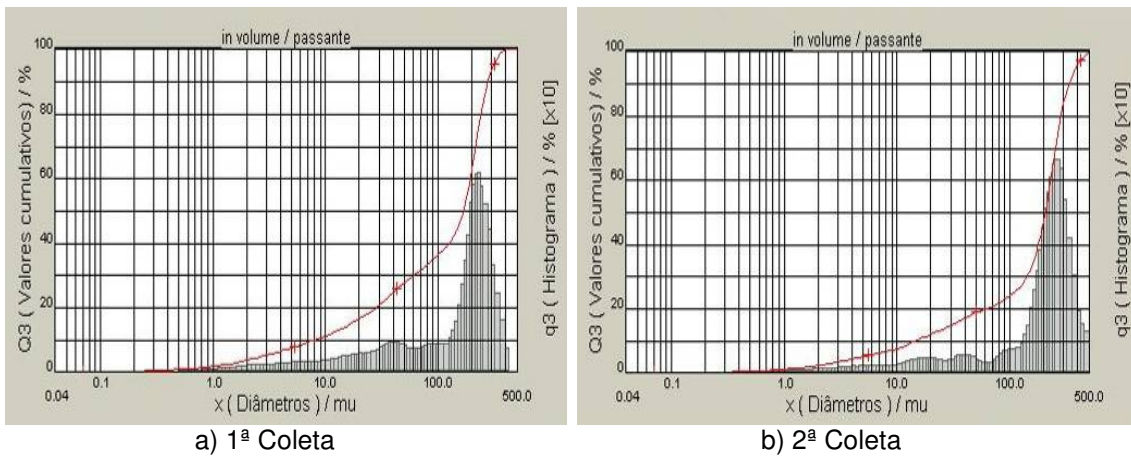 in volume / passante
Q3 ( Valores cumulativos ) / %
100
80
60
40
20
0
0.04
0.1
1.0
10.0
100.0
500.0
x ( Diâmetros ) / mu
q3 ( Histograma ) / % [x10]
a) 1ª Coleta
in volume / passante
Q3 ( Valores cumulativos ) / %
100
80
60
40
20
0
0.04
0.1
1.0
10.0
100.0
500.0
x ( Diâmetros ) / mu
q3 ( Histograma ) / % [x10]
b) 2ª Coleta